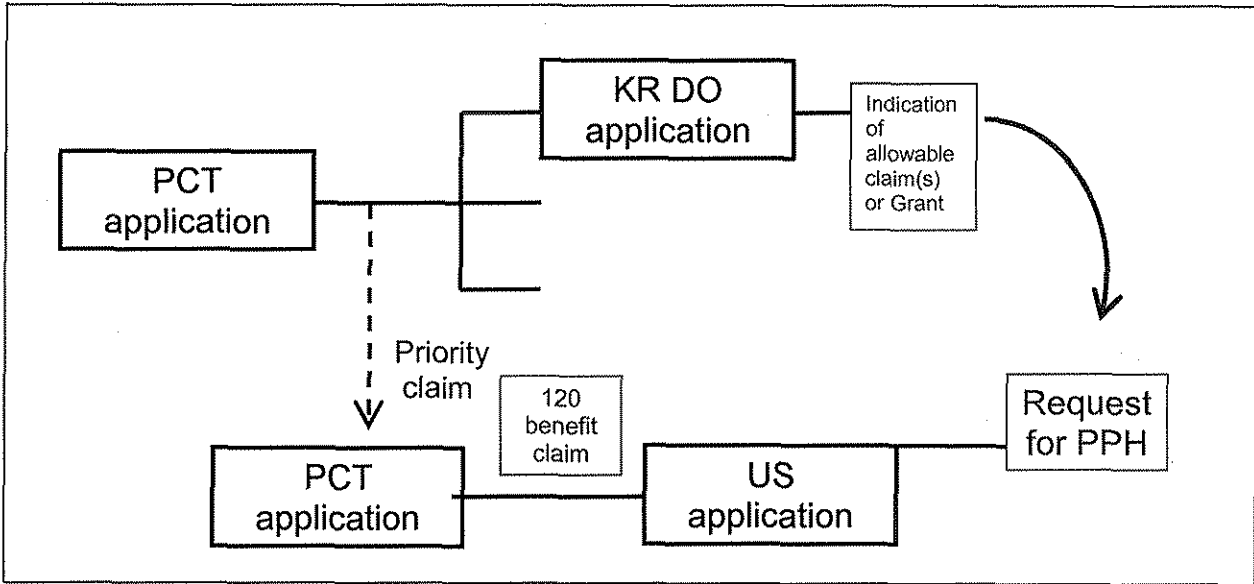 KR DO
application
Indication
of
allowable
claim(s)
or Grant
PCT
application
Priority
claim
120
benefit
claim
Request
for PPH
PCT
application
US
application